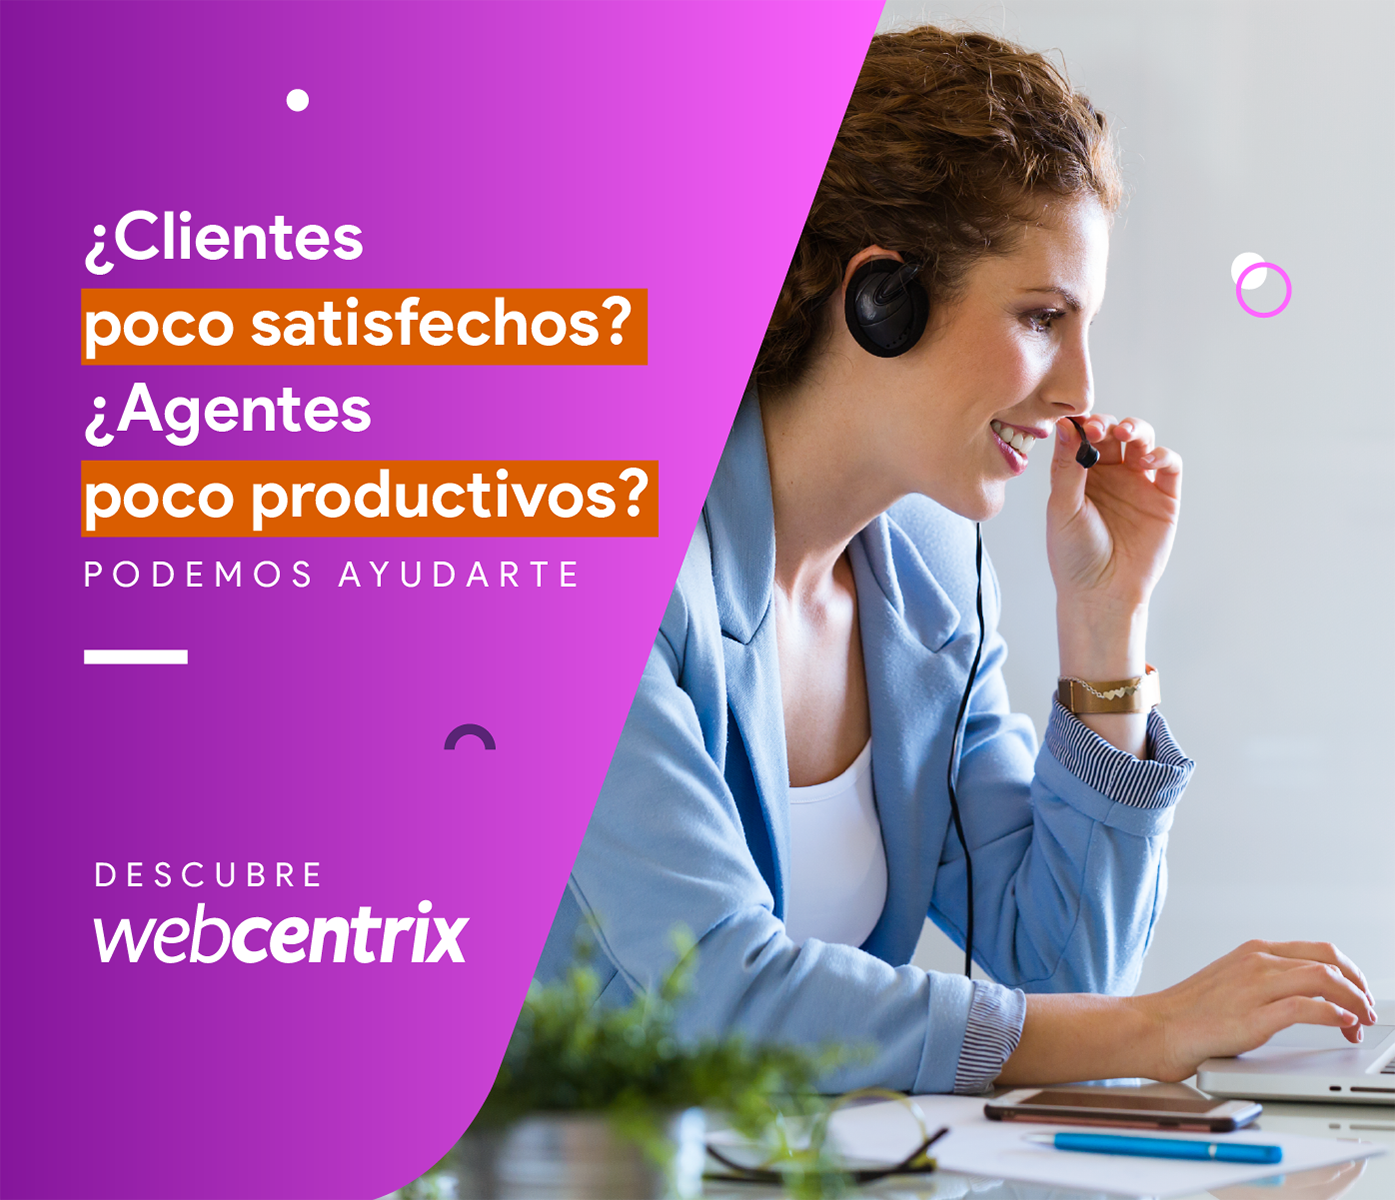 ¿Clientes
poco satisfechos?
¿Agentes
poco productivos?
PODEMOS AYUDARTE
DESCUBRE
webcentrix